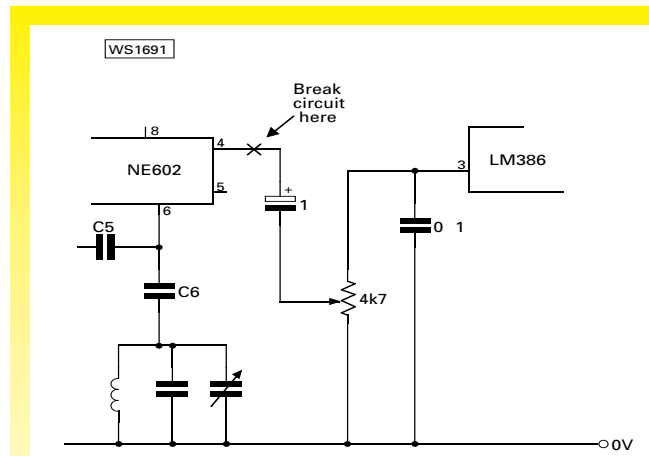 WS1691
Break
circuit
here
8
4
NE602
5
6
+
1
3
LM386
C5
0 1
C6
4k7
0V